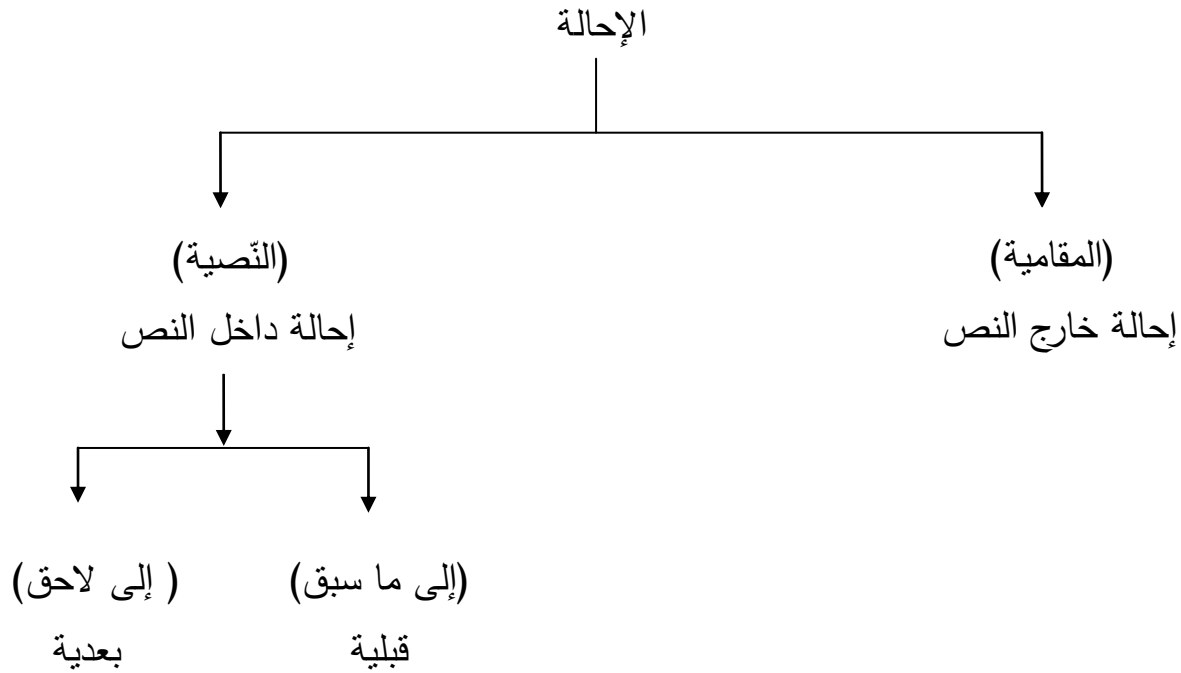 الإحالة
(المقامية)
إحالة خارج النص
(النّصية)
إحالة داخل النص
(إلى ما سبق)
قبلية
( إلى لاحق)
بعدية